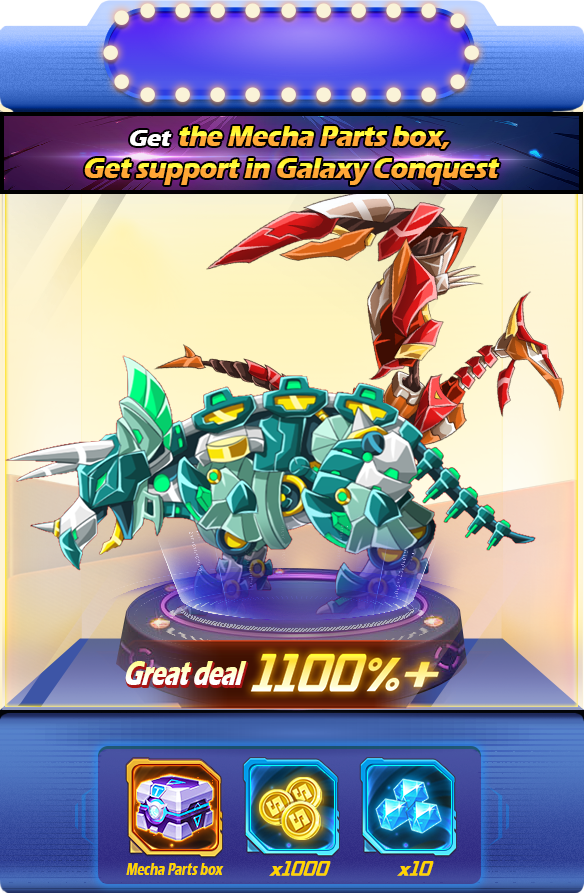 Get the Mecha Parts box,
Get support in Galaxy Conquest
Great deal 1100%+
Mecha Parts box
x1000
x10